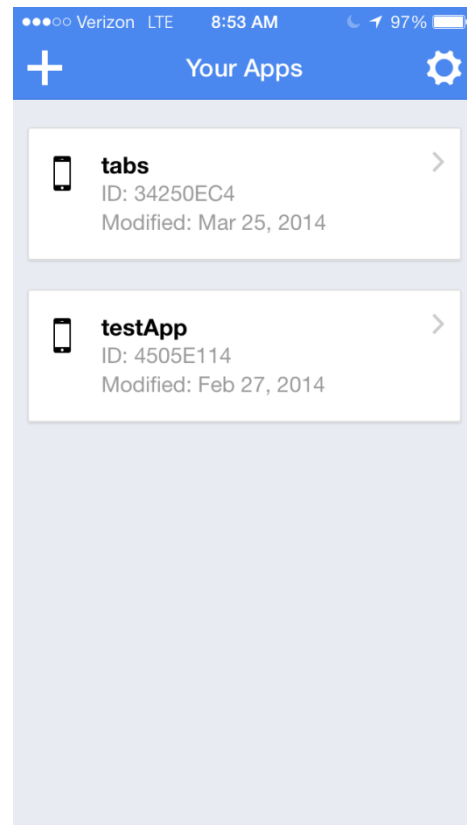 Verizon LTE 8:53 AM 97%
Your Apps
tabs
ID: 34250EC4
Modified: Mar 25, 2014
testApp
ID: 4505E114
Modified: Feb 27, 2014